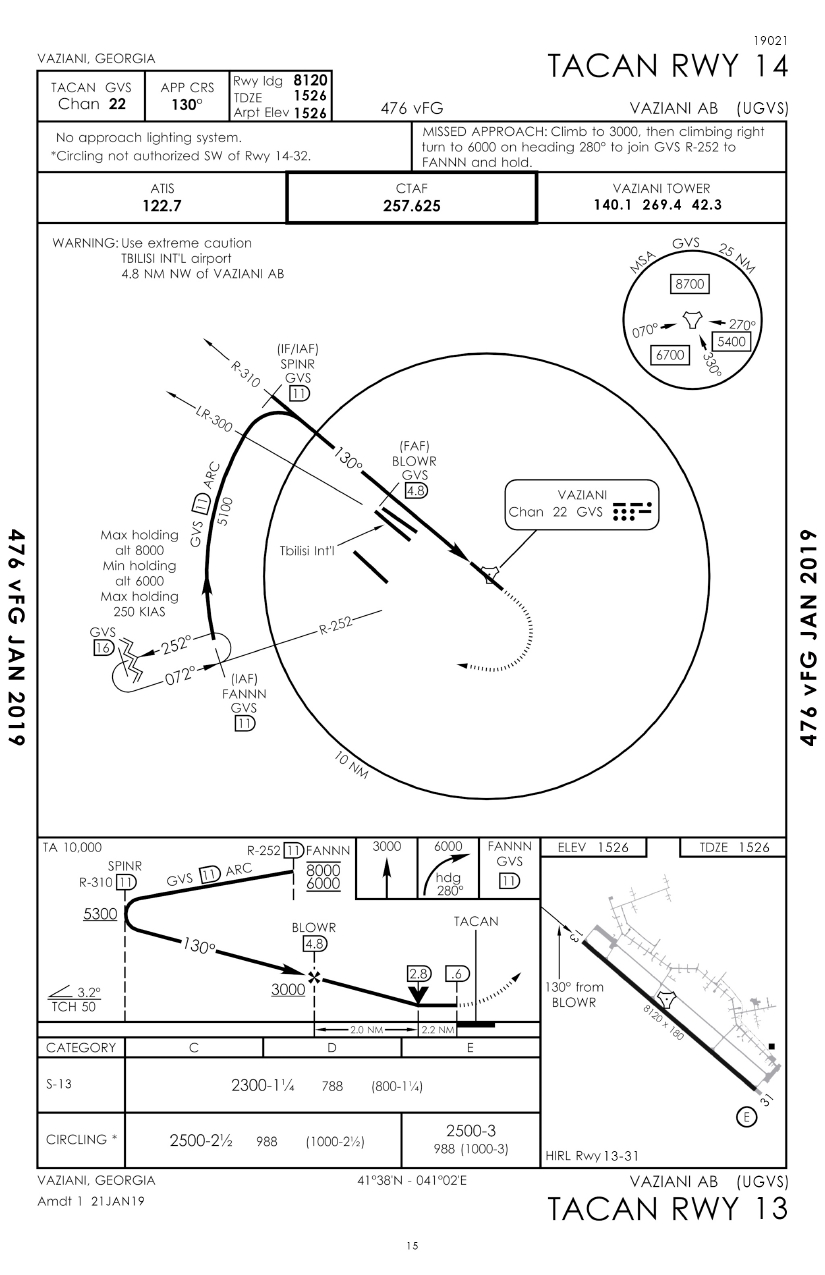 19021
VAZIANI, GEORGIA
TACAN RWY 14
TACAN GVS
Chan 22
APP CRS
130°
Rwy ldg 8120
TDZE 1526
Arpt Elev 1526
476 vFG
VAZIANI AB (UGVS)
No approach lighting system.
*Circling not authorized SW of Rwy 14-32.
MISSED APPROACH: Climb to 3000, then climbing right
turn to 6000 on heading 280° to join GVS R-252 to
FANNN and hold.
ATIS
122.7
CTAF
257.625
VAZIANI TOWER
140.1 269.4 42.3
WARNING: Use extreme caution
TBILISI INT'L airport
4.8 NM NW of VAZIANI AB
MSA GVS 25 NM
8700
070°
270°
5400
6700
330°
(IF/IAF)
SPINR
GVS
11
R-310
LR-300
130°
(FAF)
BLOWR
GVS
4.8
GVS 11 ARC
5100
VAZIANI
Chan 22 GVS
Tbilisi Int'l
Max holding
alt 8000
Min holding
alt 6000
Max holding
250 KIAS
GVS
16
252°
072°
R-252
(IAF)
FANNN
GVS
11
10 NM
476 vFG JAN 2019
476 vFG JAN 2019
TA 10,000
SPINR
R-310 11
GVS 11 ARC
R-252 11 FANNN
8000
6000
5300
130°
BLOWR
4.8
3000
3.2°
TCH 50
2.8
.6
TACAN
2.0 NM
2.2 NM
3000
6000
hdg
280°
FANNN
GVS
11
ELEV 1526
TDZE 1526
13
130° from
BLOWR
8120 x 180
31
E
HIRL Rwy 13-31
CATEGORY C D E
S-13 2300-1¼ 788 (800-1¼)
CIRCLING * 2500-2½ 988 (1000-2½)
2500-3
988 (1000-3)
VAZIANI, GEORGIA
Amdt 1 21JAN19
41°38'N - 041°02'E
VAZIANI AB (UGVS)
TACAN RWY 13
15